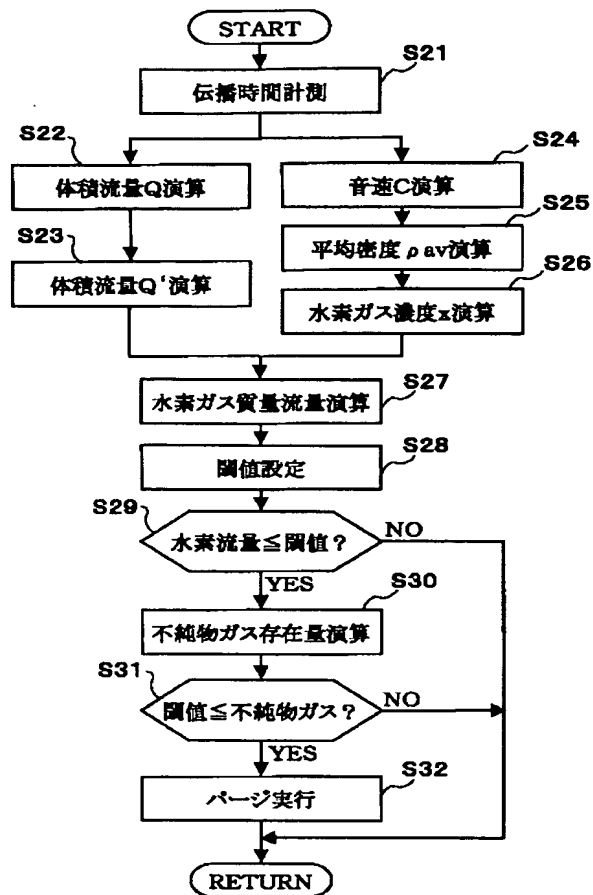 START
S21
伝播時間計測
S22
体積流量Q演算
S23
体積流量Q'演算
S24
音速C演算
S25
平均密度ρav演算
S26
水素ガス濃度x演算
S27
水素ガス質量流量演算
S28
閾値設定
S29
水素流量≦閾値？
NO
YES
S30
不純物ガス存在量演算
S31
閾値≦不純物ガス？
NO
YES
S32
パージ実行
RETURN